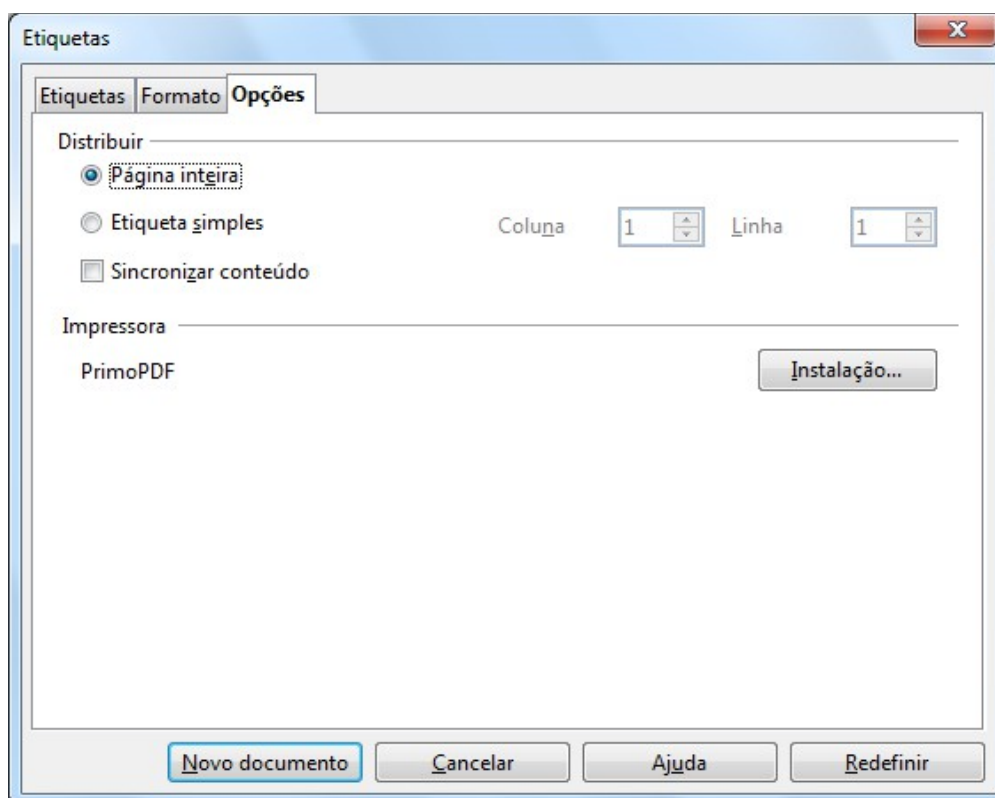 Etiquetas
Etiquetas Formato Opções
Distribuir
Página inteira
Etiqueta simples Coluna 1 Linha 1
Sincronizar conteúdo
Impressora
PrimoPDF Instalação...
Novo documento Cancelar Ajuda Redefinir